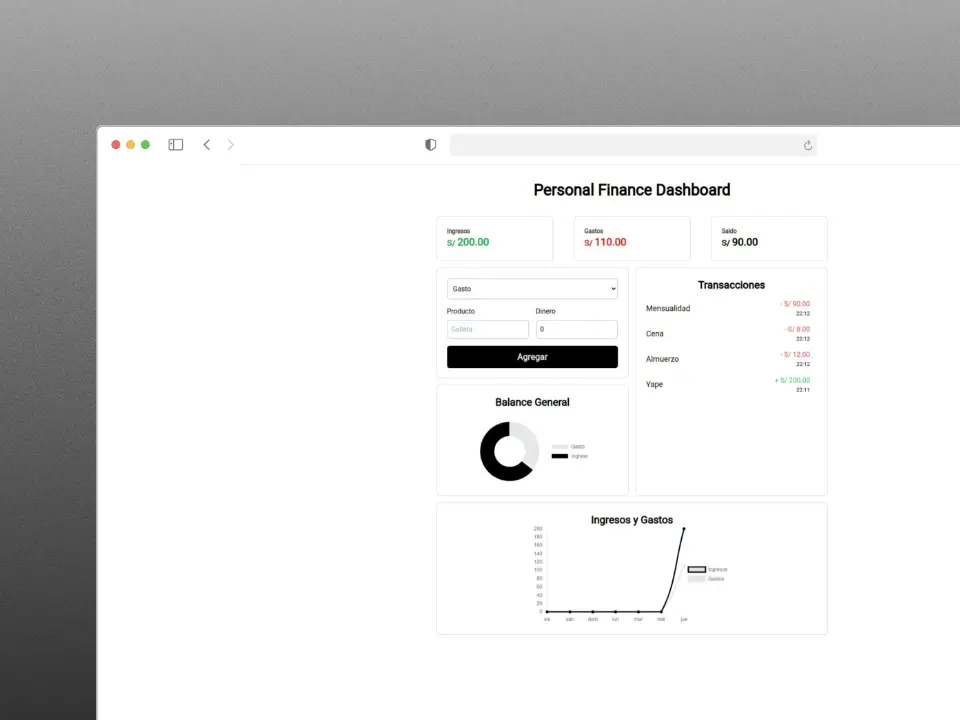 Personal Finance Dashboard
Ingresos
S/ 200.00
Gastos
S/ 110.00
Saldo
S/ 90.00
Gasto
Producto
Dinero
Galleta
0
Agregar
Transacciones
Mensualidad
- S/ 90.00
22:12
Cena
-S/ 8.00
22:12
Almuerzo
- S/ 12.00
22:12
Yape
+ S/ 200.00
22:11
Balance General
Gasto
Ingreso
Ingresos y Gastos
200
180
160
140
120
100
80
60
40
20
0
vie
sáb
dom
lun
mar
mié
jue
Ingresos
Gastos